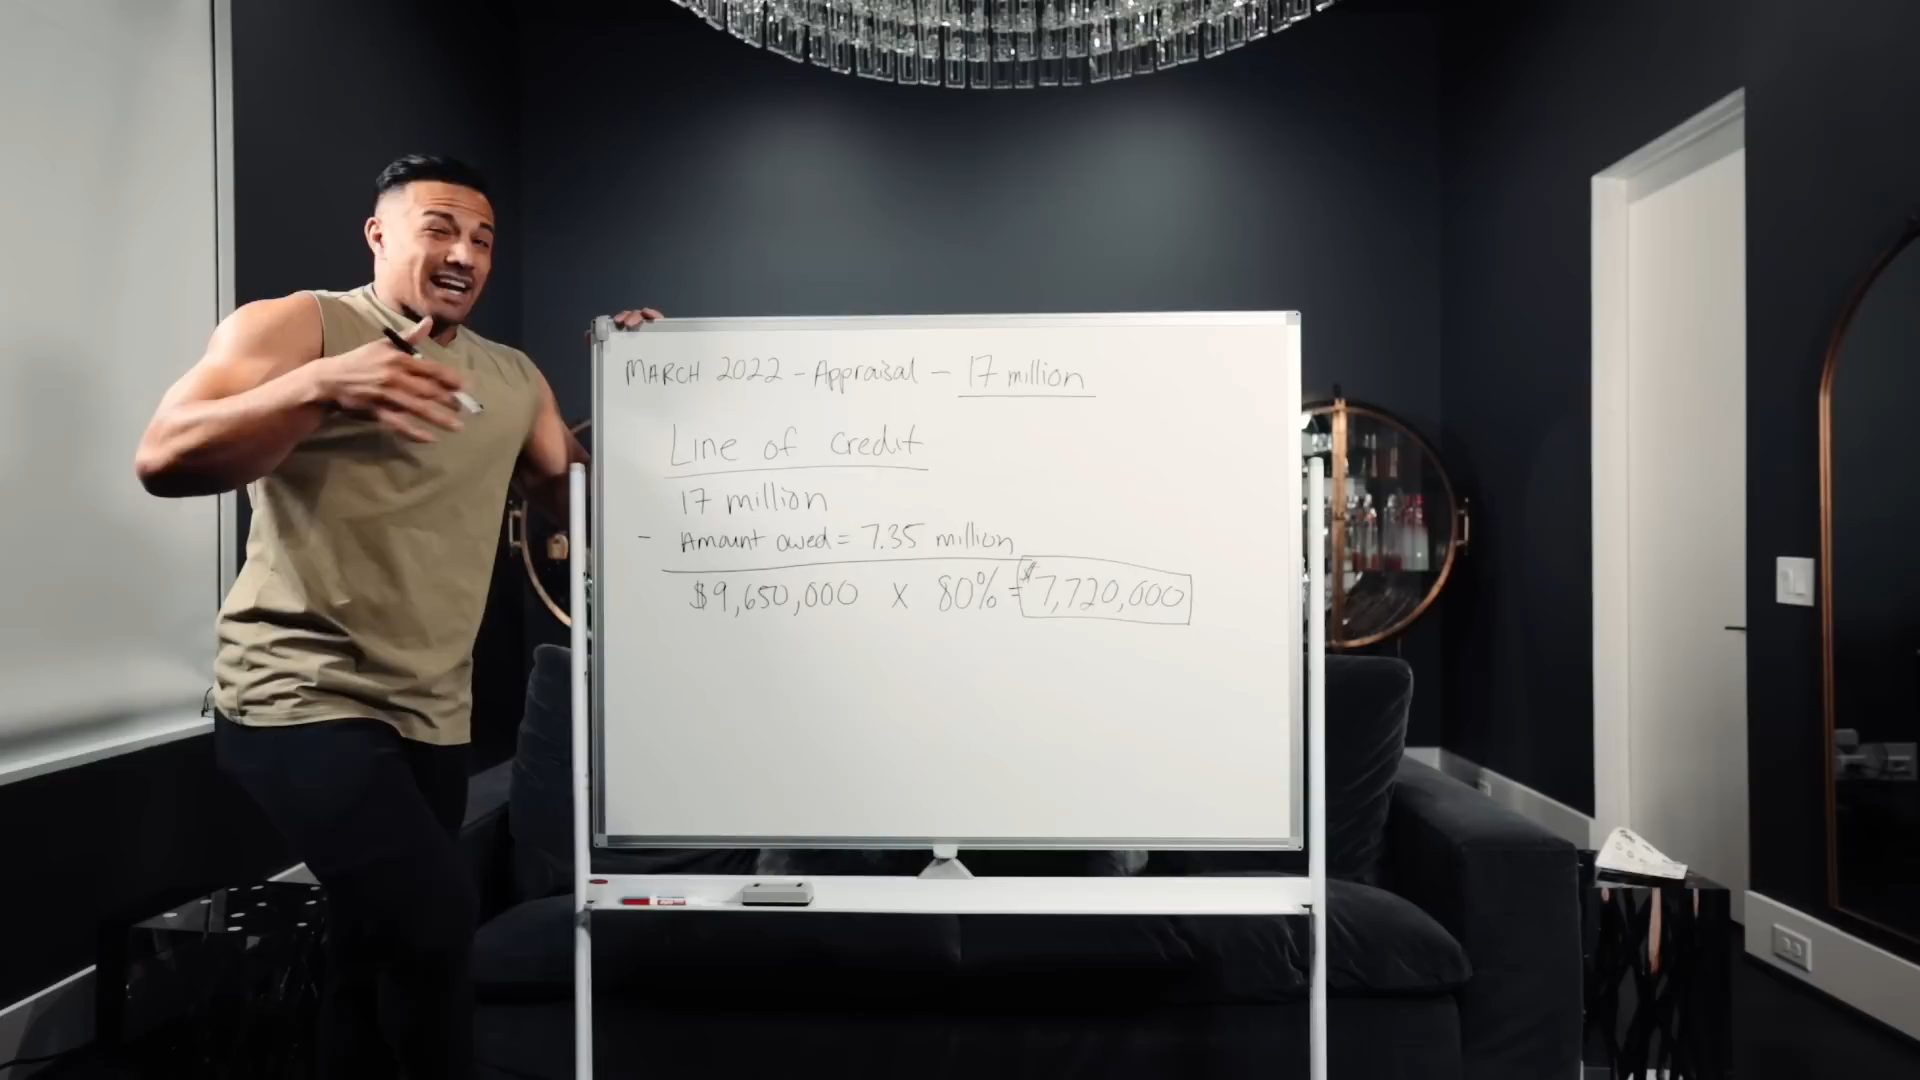 MARCH 2022 - Appraisal - 17 million
Line of credit
17 million
- Amount owed = 7.35 million
$9,650,000 x 80% = $7,720,000